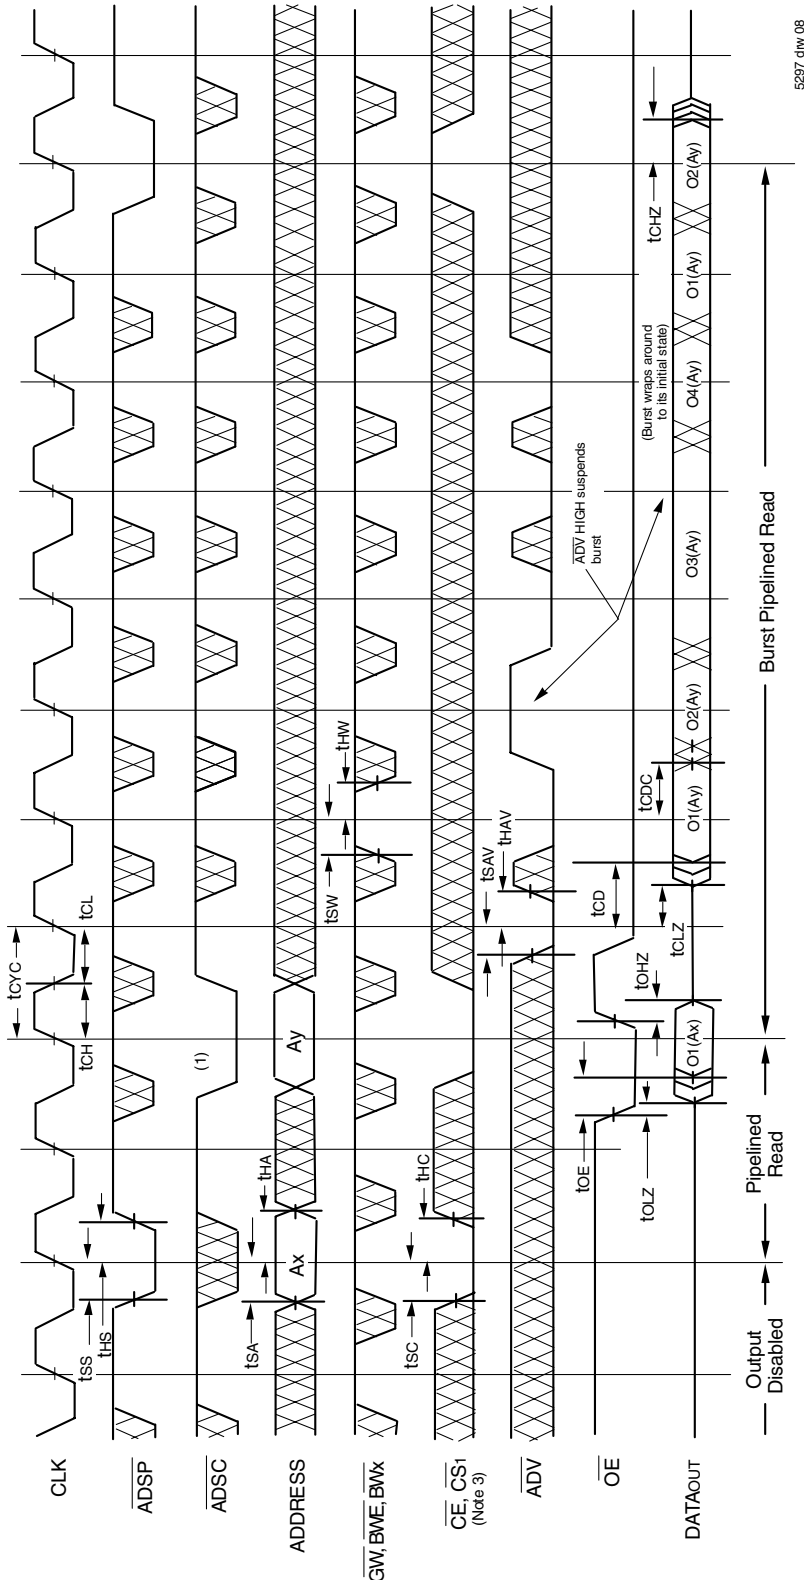 CLK
tCYC
tCH
tCL
tSS
tHS
ADSP
ADSC
(1)
tSA
tHA
ADDRESS
Ax
Ay
tSW
tHW
GW, BWE, BWx
tSC
tHC
CE, CS1
(Note 3)
tSAV
tHAV
ADV
ADV HIGH suspends
burst
OE
tOE
tOHZ
tOLZ
tCD
tCLZ
tCDC
tCHZ
(Burst wraps around
to its initial state)
DATAOUT
O1(Ax)
O1(Ay)
O2(Ay)
O3(Ay)
O4(Ay)
O1(Ay)
O2(Ay)
Output
Disabled
Pipelined
Read
Burst Pipelined Read
5297 drw 08